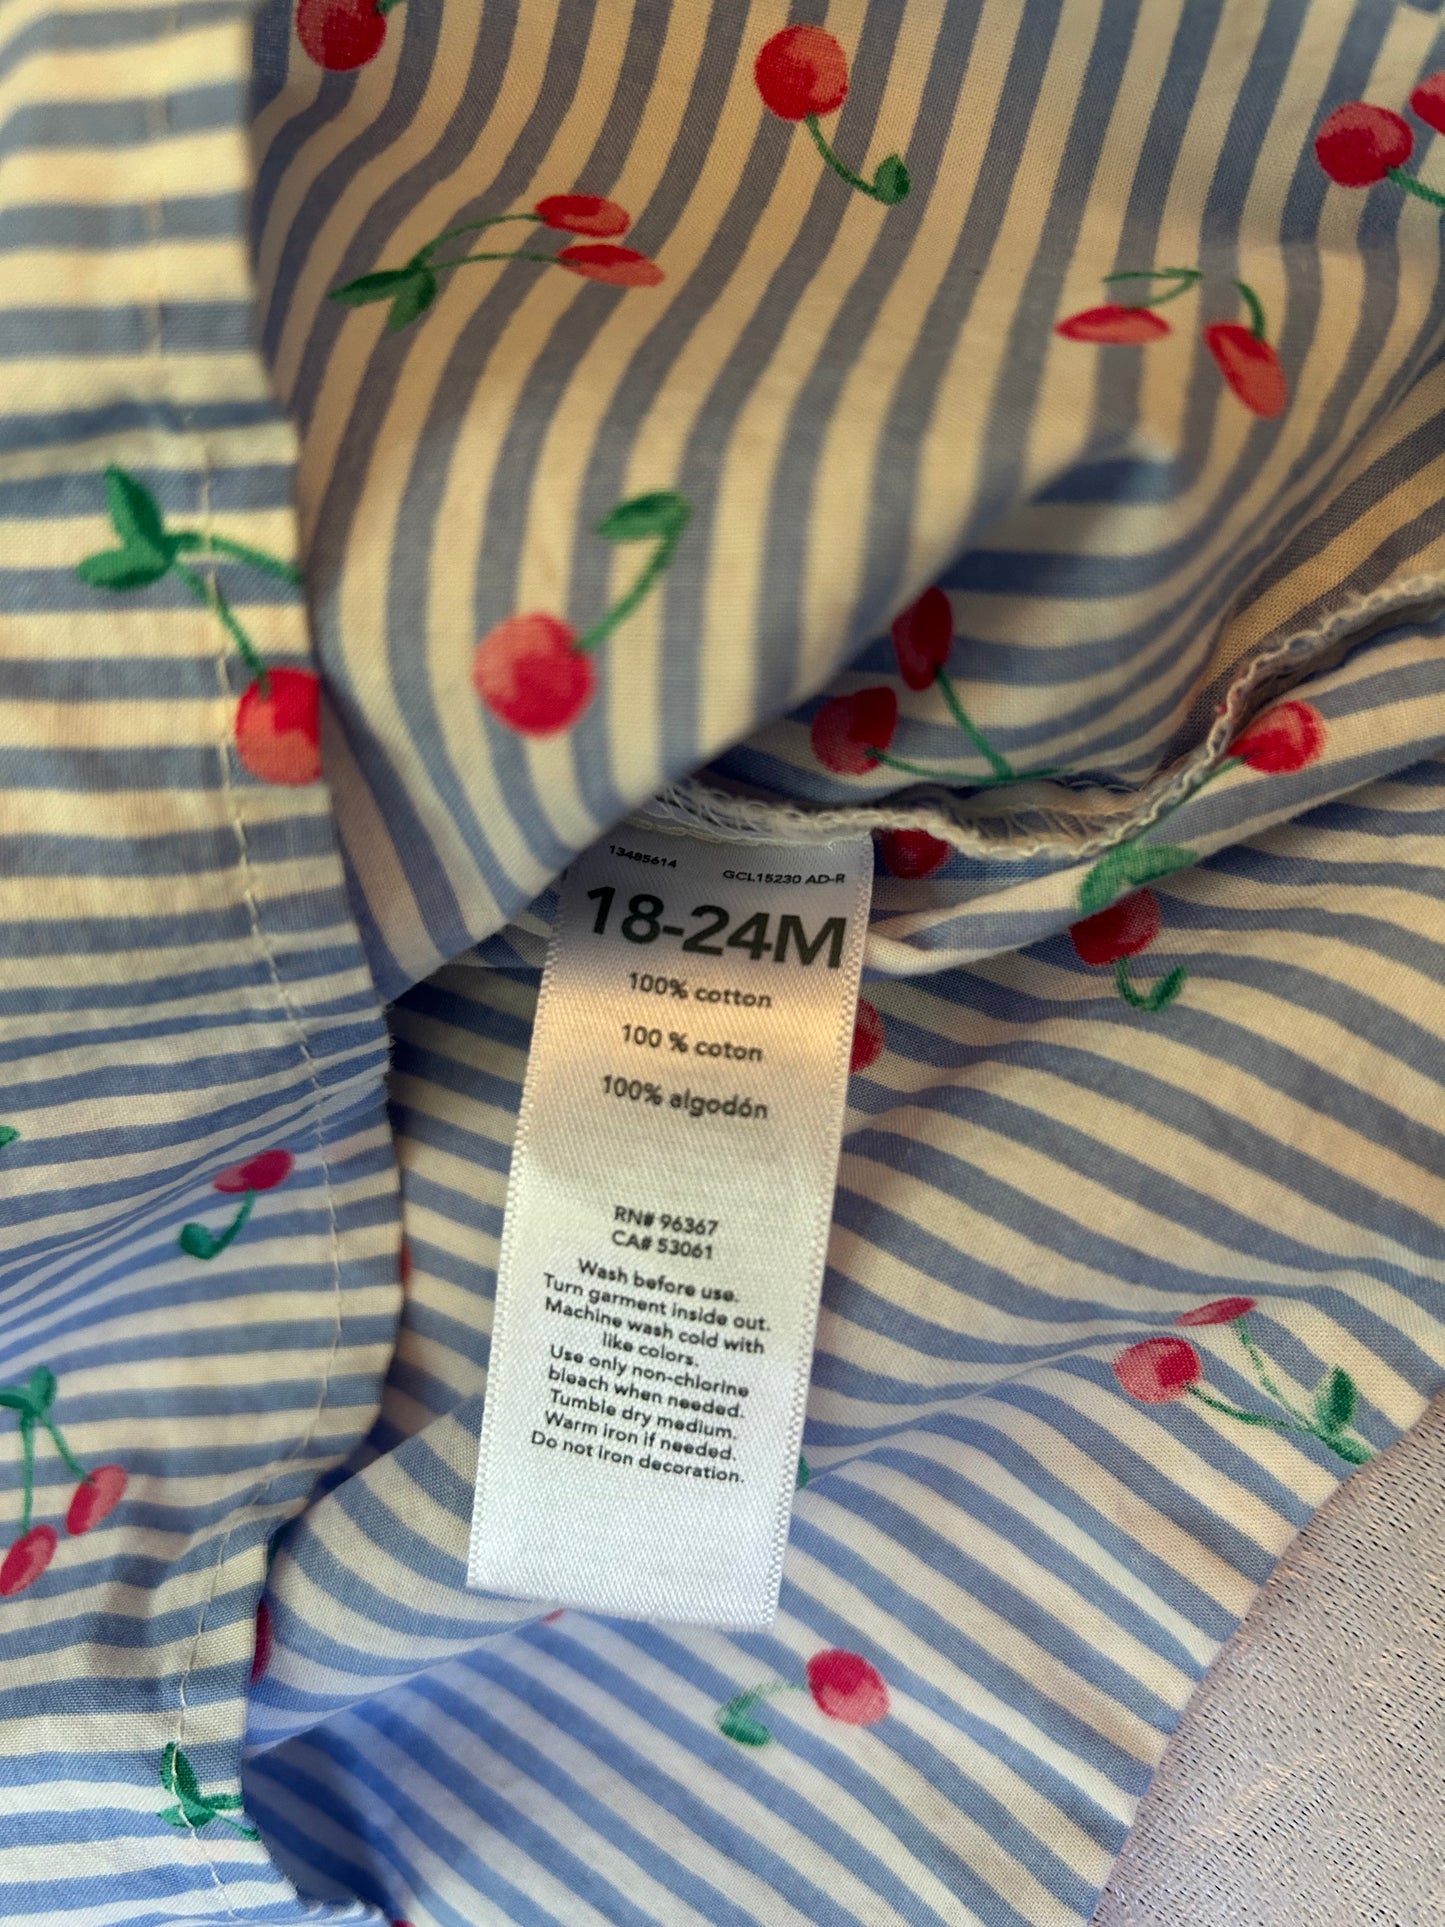 13485614
GCL15230 AD-R
18-24M
100% cotton
100 % coton
100% algodón
RN# 96367
CA# 53061
Wash before use.
Turn garment inside out.
Machine wash cold with
like colors.
Use only non-chlorine
bleach when needed.
Tumble dry medium.
Warm iron if needed.
Do not iron decoration.